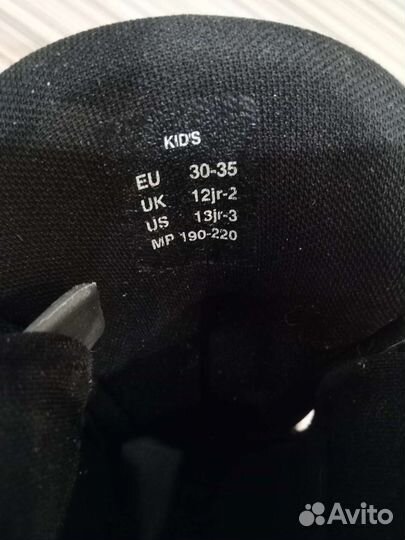 KID'S
EU 30-35
UK 12jr-2
US 13jr-3
MP 190-220
Avito